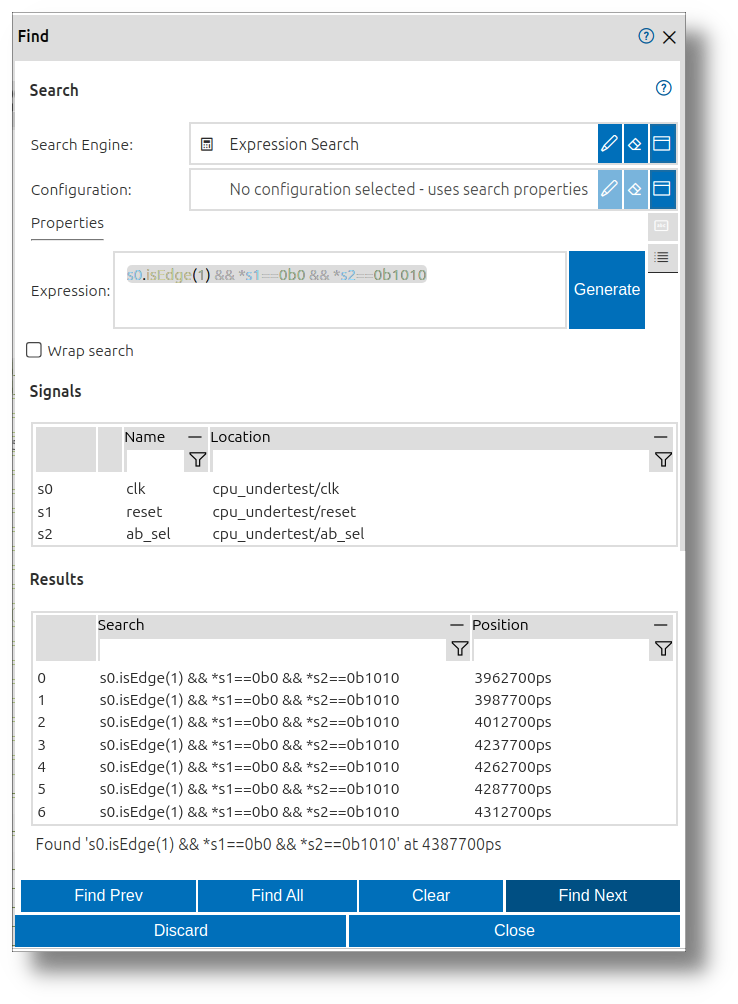 Find
Search
Search Engine: Expression Search
Configuration: No configuration selected - uses search properties
Properties
Expression: s0.isEdge(1) && *s1==0b0 && *s2==0b1010 Generate
Wrap search
Signals
Name Location
s0 clk cpu_undertest/clk
s1 reset cpu_undertest/reset
s2 ab_sel cpu_undertest/ab_sel
Results
Search Position
0 s0.isEdge(1) && *s1==0b0 && *s2==0b1010 3962700ps
1 s0.isEdge(1) && *s1==0b0 && *s2==0b1010 3987700ps
2 s0.isEdge(1) && *s1==0b0 && *s2==0b1010 4012700ps
3 s0.isEdge(1) && *s1==0b0 && *s2==0b1010 4237700ps
4 s0.isEdge(1) && *s1==0b0 && *s2==0b1010 4262700ps
5 s0.isEdge(1) && *s1==0b0 && *s2==0b1010 4287700ps
6 s0.isEdge(1) && *s1==0b0 && *s2==0b1010 4312700ps
Found 's0.isEdge(1) && *s1==0b0 && *s2==0b1010' at 4387700ps
Find Prev Find All Clear Find Next
Discard Close